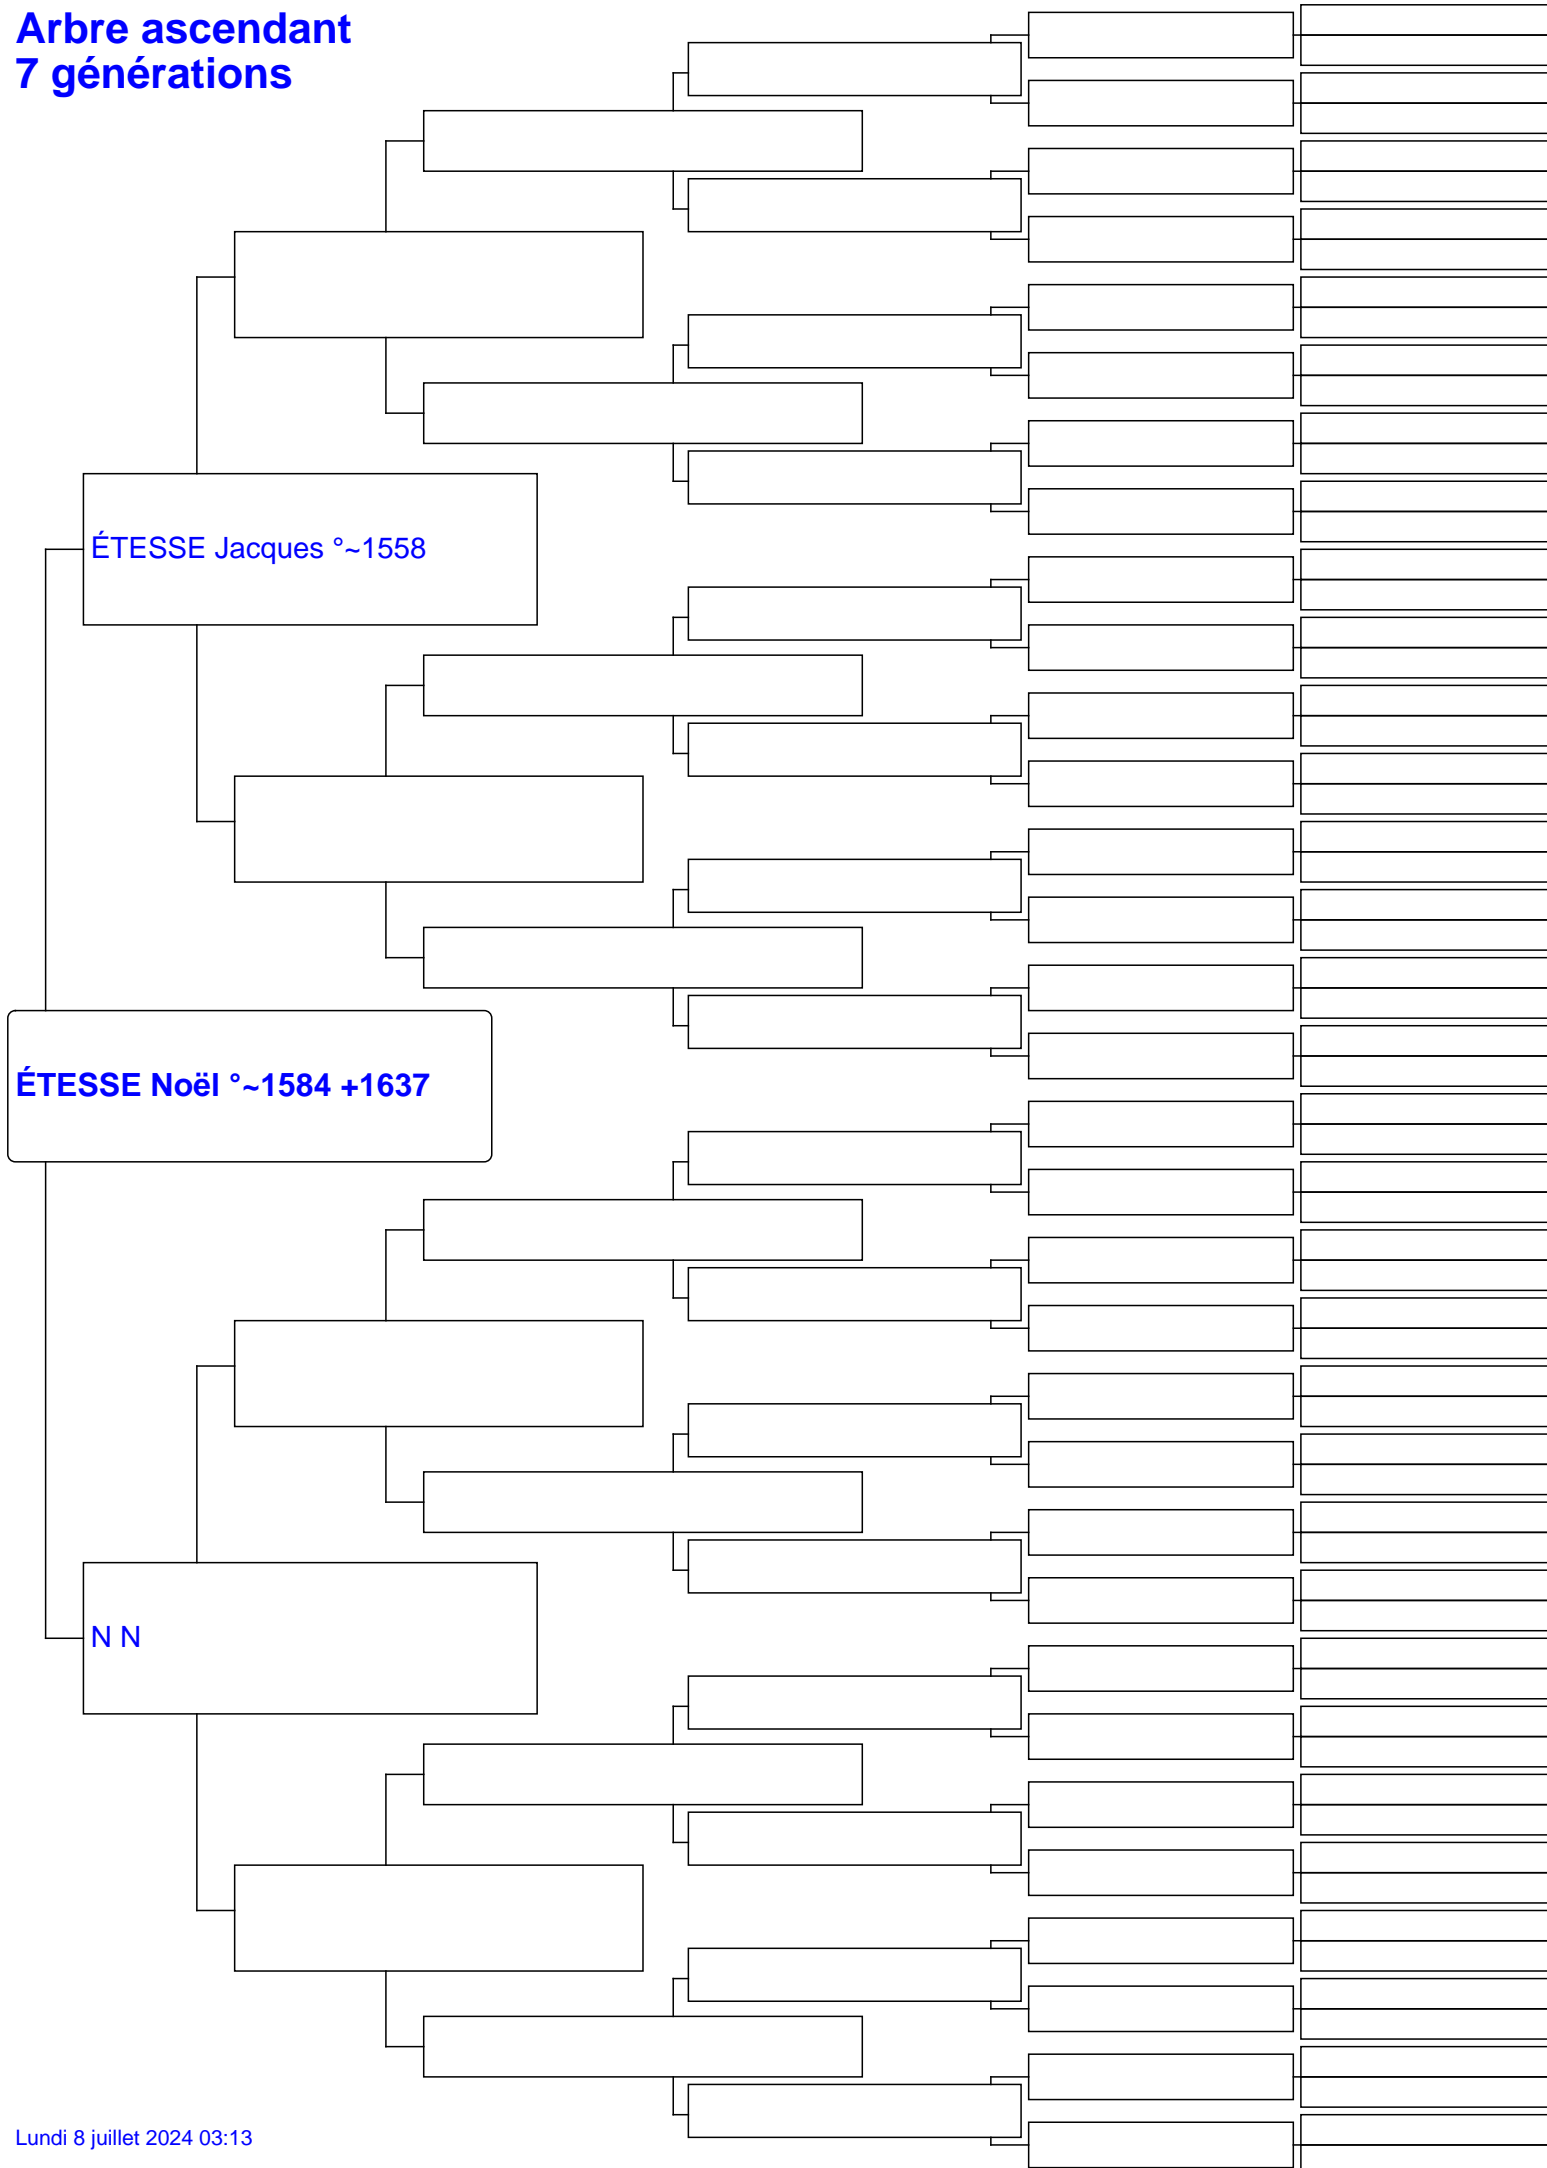 Arbre ascendant
7 générations
ÉTESSE Jacques °~1558
ÉTESSE Noël °~1584 +1637
N N
Lundi 8 juillet 2024 03:13